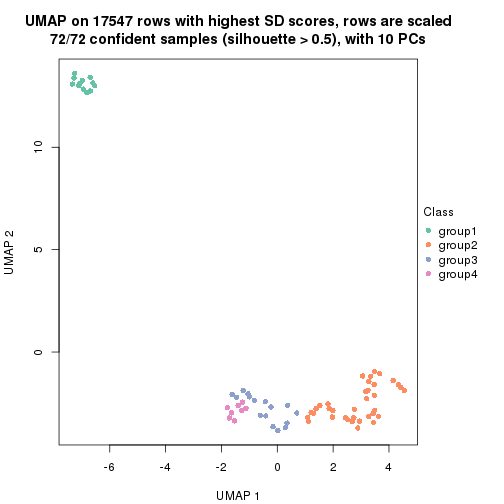 UMAP on 17547 rows with highest SD scores, rows are scaled
72/72 confident samples (silhouette > 0.5), with 10 PCs
10
5
0
UMAP 2
-6
-4
-2
0
2
4
UMAP 1
Class
group1
group2
group3
group4